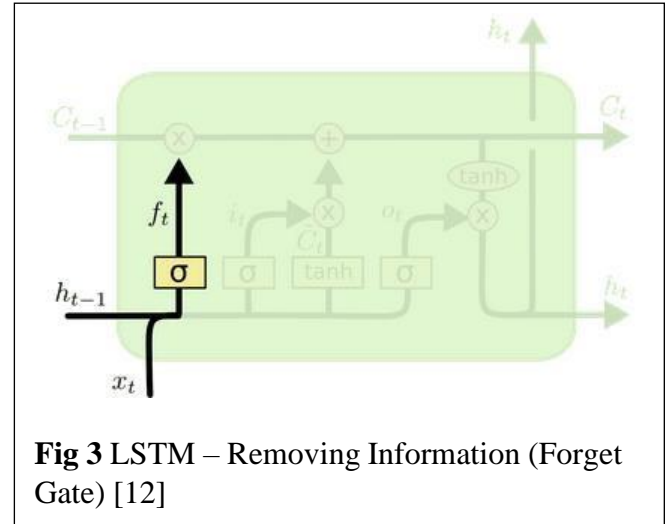 h_t
C_{t-1} x + C_t
tanh
f_t i_t x o_t x
C̃_t
σ σ tanh σ
h_{t-1} h_t
x_t
Fig 3 LSTM – Removing Information (Forget
Gate) [12]